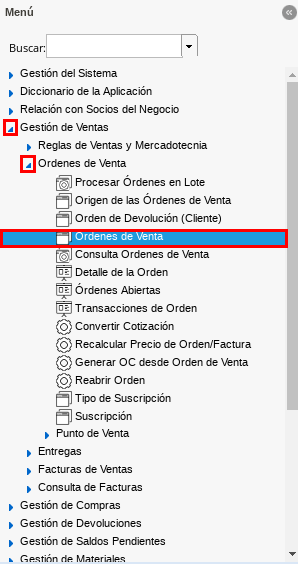 Menú
Buscar:
Gestión del Sistema
Diccionario de la Aplicación
Relación con Socios del Negocio
Gestión de Ventas
Reglas de Ventas y Mercadotecnia
Ordenes de Venta
Procesar Órdenes en Lote
Origen de las Órdenes de Venta
Orden de Devolución (Cliente)
Ordenes de Venta
Consulta Ordenes de Venta
Detalle de la Orden
Órdenes Abiertas
Transacciones de Orden
Convertir Cotización
Recalcular Precio de Orden/Factura
Generar OC desde Orden de Venta
Reabrir Orden
Tipo de Suscripción
Suscripción
Punto de Venta
Entregas
Facturas de Ventas
Consulta de Facturas
Gestión de Compras
Gestión de Devoluciones
Gestión de Saldos Pendientes
Gestión de Materiales